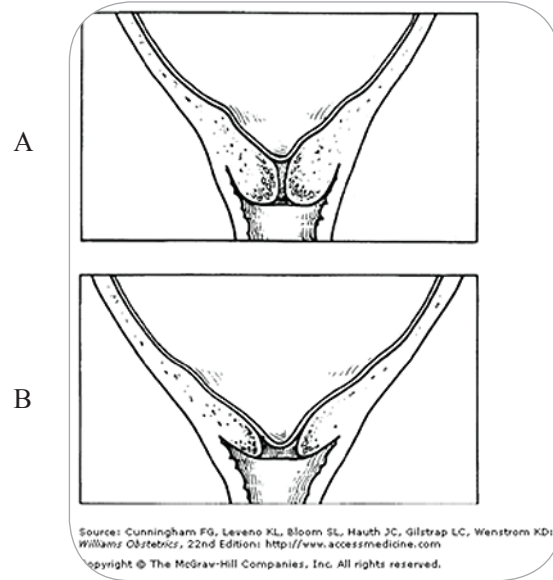 A
B
Source: Cunningham FG, Leveno KL, Bloom SL, Hauth JC, Gilstrap LC, Wenstrom KD:
Williams Obstetrics, 22nd Edition: http://www.accessmedicine.com
opyright © The McGraw-Hill Companies, Inc. All rights reserved.